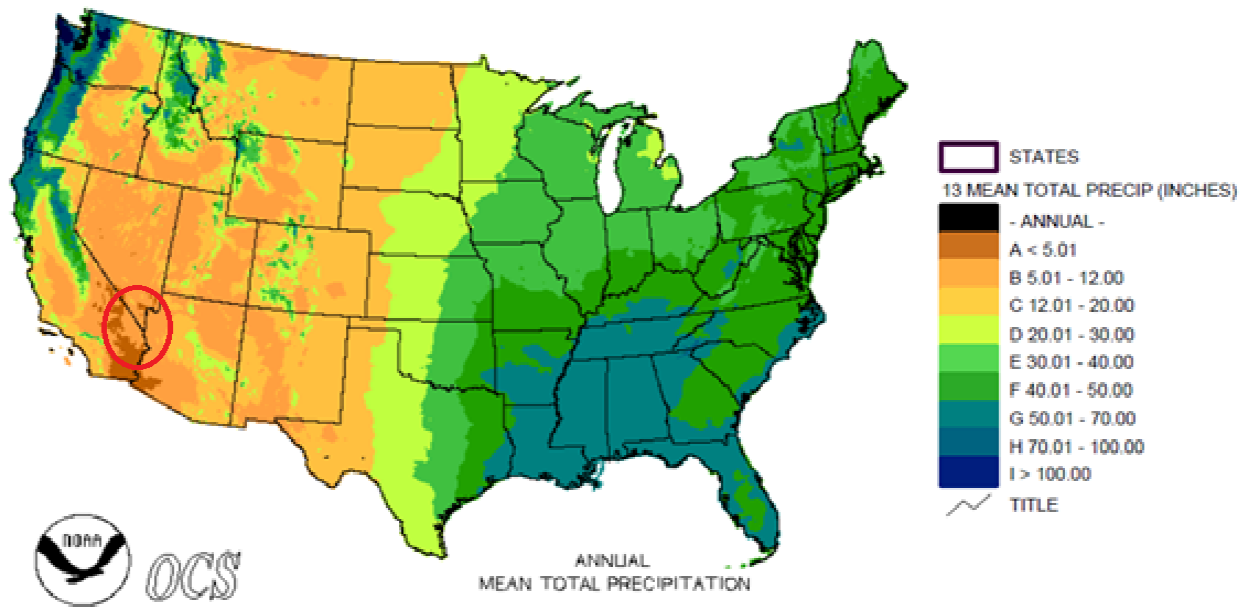 STATES
13 MEAN TOTAL PRECIP (INCHES)
- ANNUAL -
A < 5.01
B 5.01 - 12.00
C 12.01 - 20.00
D 20.01 - 30.00
E 30.01 - 40.00
F 40.01 - 50.00
G 50.01 - 70.00
H 70.01 - 100.00
I > 100.00
TITLE
NOAA
OCS
ANNUAL
MEAN TOTAL PRECIPITATION